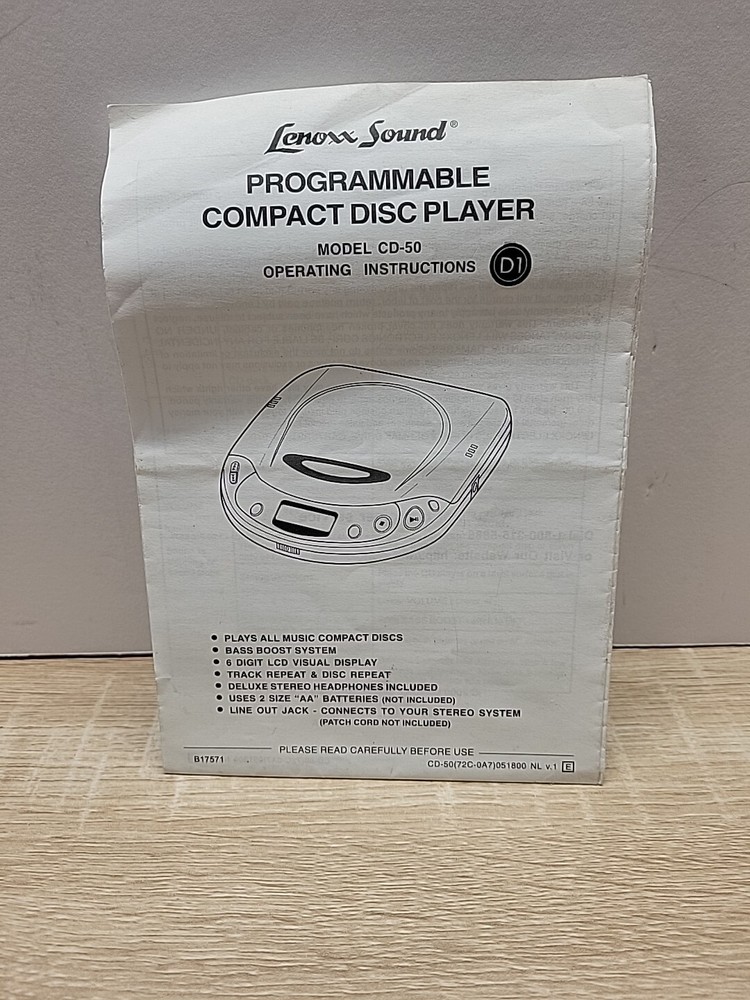 Lenoxx Sound®
PROGRAMMABLE
COMPACT DISC PLAYER
MODEL CD-50
OPERATING INSTRUCTIONS D1
• PLAYS ALL MUSIC COMPACT DISCS
• BASS BOOST SYSTEM
• 6 DIGIT LCD VISUAL DISPLAY
• TRACK REPEAT & DISC REPEAT
• DELUXE STEREO HEADPHONES INCLUDED
• USES 2 SIZE "AA" BATTERIES (NOT INCLUDED)
• LINE OUT JACK - CONNECTS TO YOUR STEREO SYSTEM
(PATCH CORD NOT INCLUDED)
PLEASE READ CAREFULLY BEFORE USE
B17571
CD-50(72C-0A7)051800 NL v.1 E